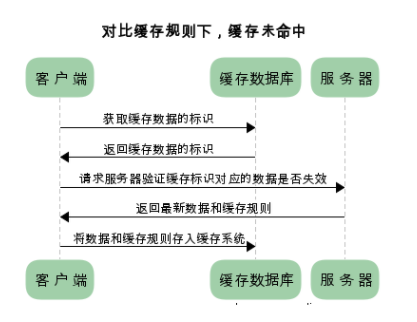 对比缓存规则下，缓存未命中
客户端 缓存数据库 服务器
获取缓存数据的标识
返回缓存数据的标识
请求服务器验证缓存标识对应的数据是否失效
返回最新数据和缓存规则
将数据和缓存规则存入缓存系统
客户端 缓存数据库 服务器